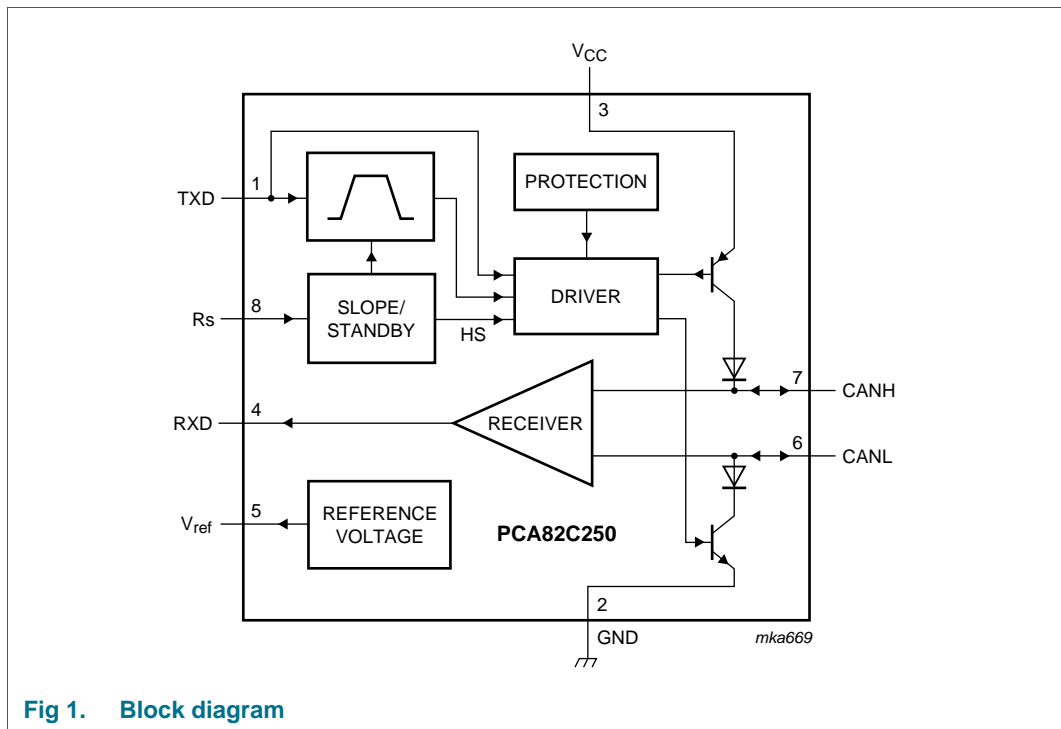 VCC
3
TXD
1
PROTECTION
DRIVER
Rs
8
SLOPE/
STANDBY
HS
7
CANH
RXD
4
RECEIVER
6
CANL
Vref
5
REFERENCE
VOLTAGE
PCA82C250
2
GND
mka669
Fig 1. Block diagram